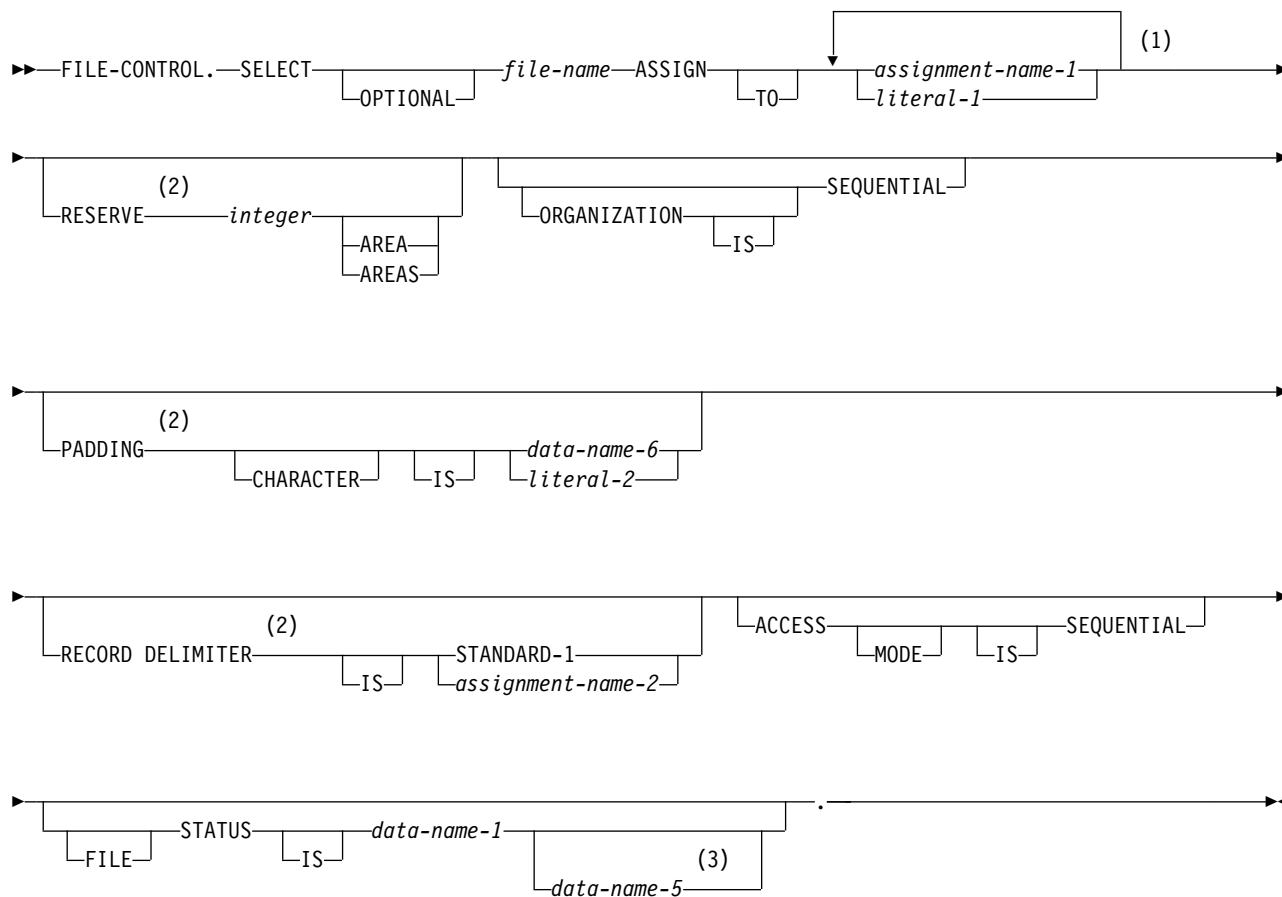 (1)
FILE-CONTROL. SELECT file-name ASSIGN assignment-name-1
OPTIONAL TO literal-1
(2) SEQUENTIAL
RESERVE integer ORGANIZATION
AREA IS
AREAS
(2)
PADDING data-name-6
CHARACTER IS literal-2
(2) ACCESS SEQUENTIAL
RECORD DELIMITER STANDARD-1 MODE IS
IS assignment-name-2
.
STATUS data-name-1
FILE IS (3)
data-name-5